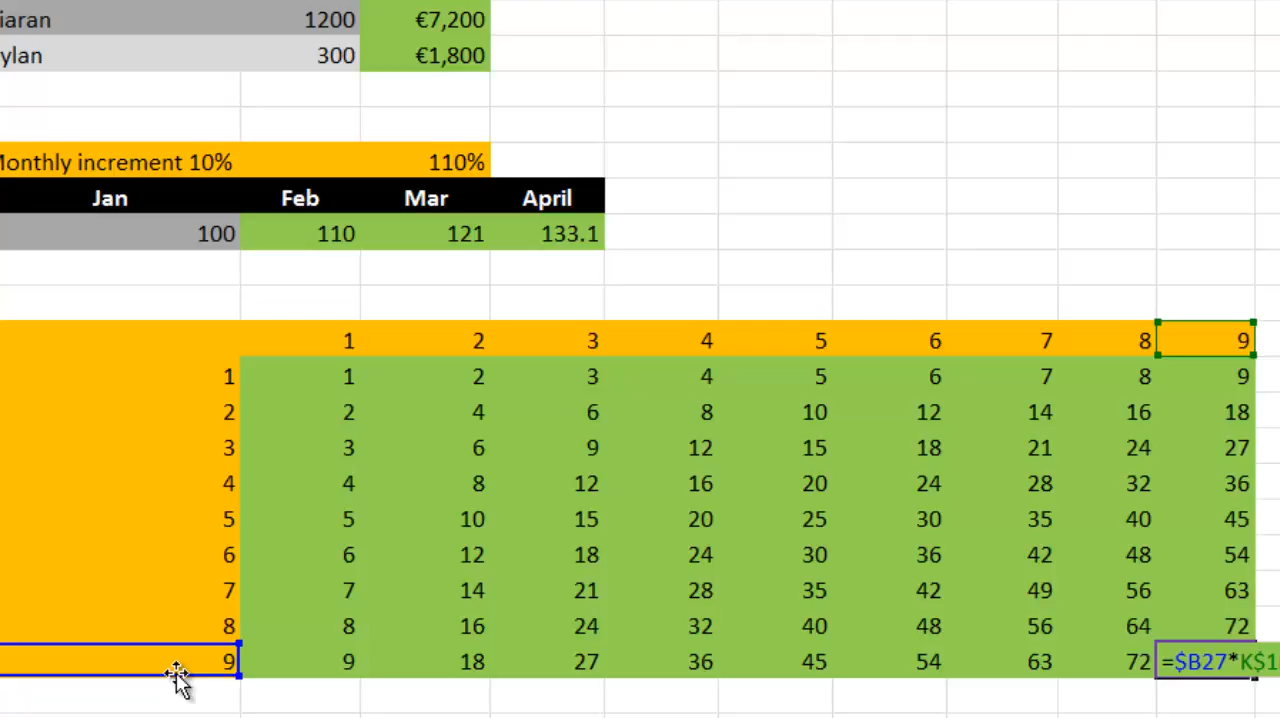 iaran 1200 €7,200
ylan 300 €1,800
Monthly increment 10% 110%
Jan Feb Mar April
100 110 121 133.1
1 2 3 4 5 6 7 8 9
1 1 2 3 4 5 6 7 8 9
2 2 4 6 8 10 12 14 16 18
3 3 6 9 12 15 18 21 24 27
4 4 8 12 16 20 24 28 32 36
5 5 10 15 20 25 30 35 40 45
6 6 12 18 24 30 36 42 48 54
7 7 14 21 28 35 42 49 56 63
8 8 16 24 32 40 48 56 64 72
9 9 18 27 36 45 54 63 72 =$B27*K$1